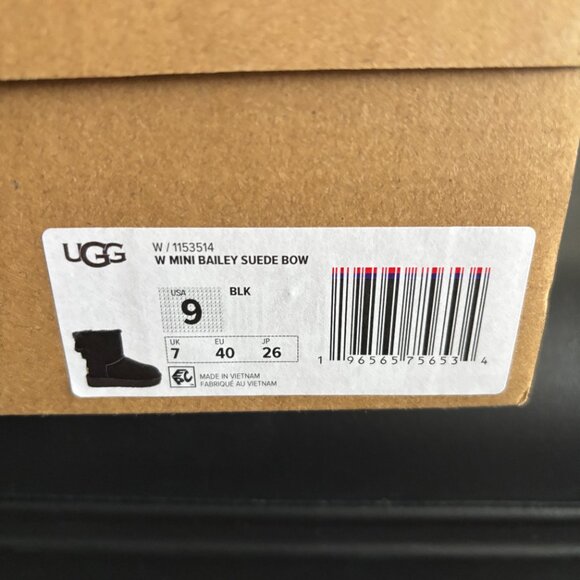 UGG
W / 1153514
W MINI BAILEY SUEDE BOW
USA
9
BLK
UK EU JP
7 40 26
MADE IN VIETNAM
FABRIQUÉ AU VIETNAM
1 96565 75653 4